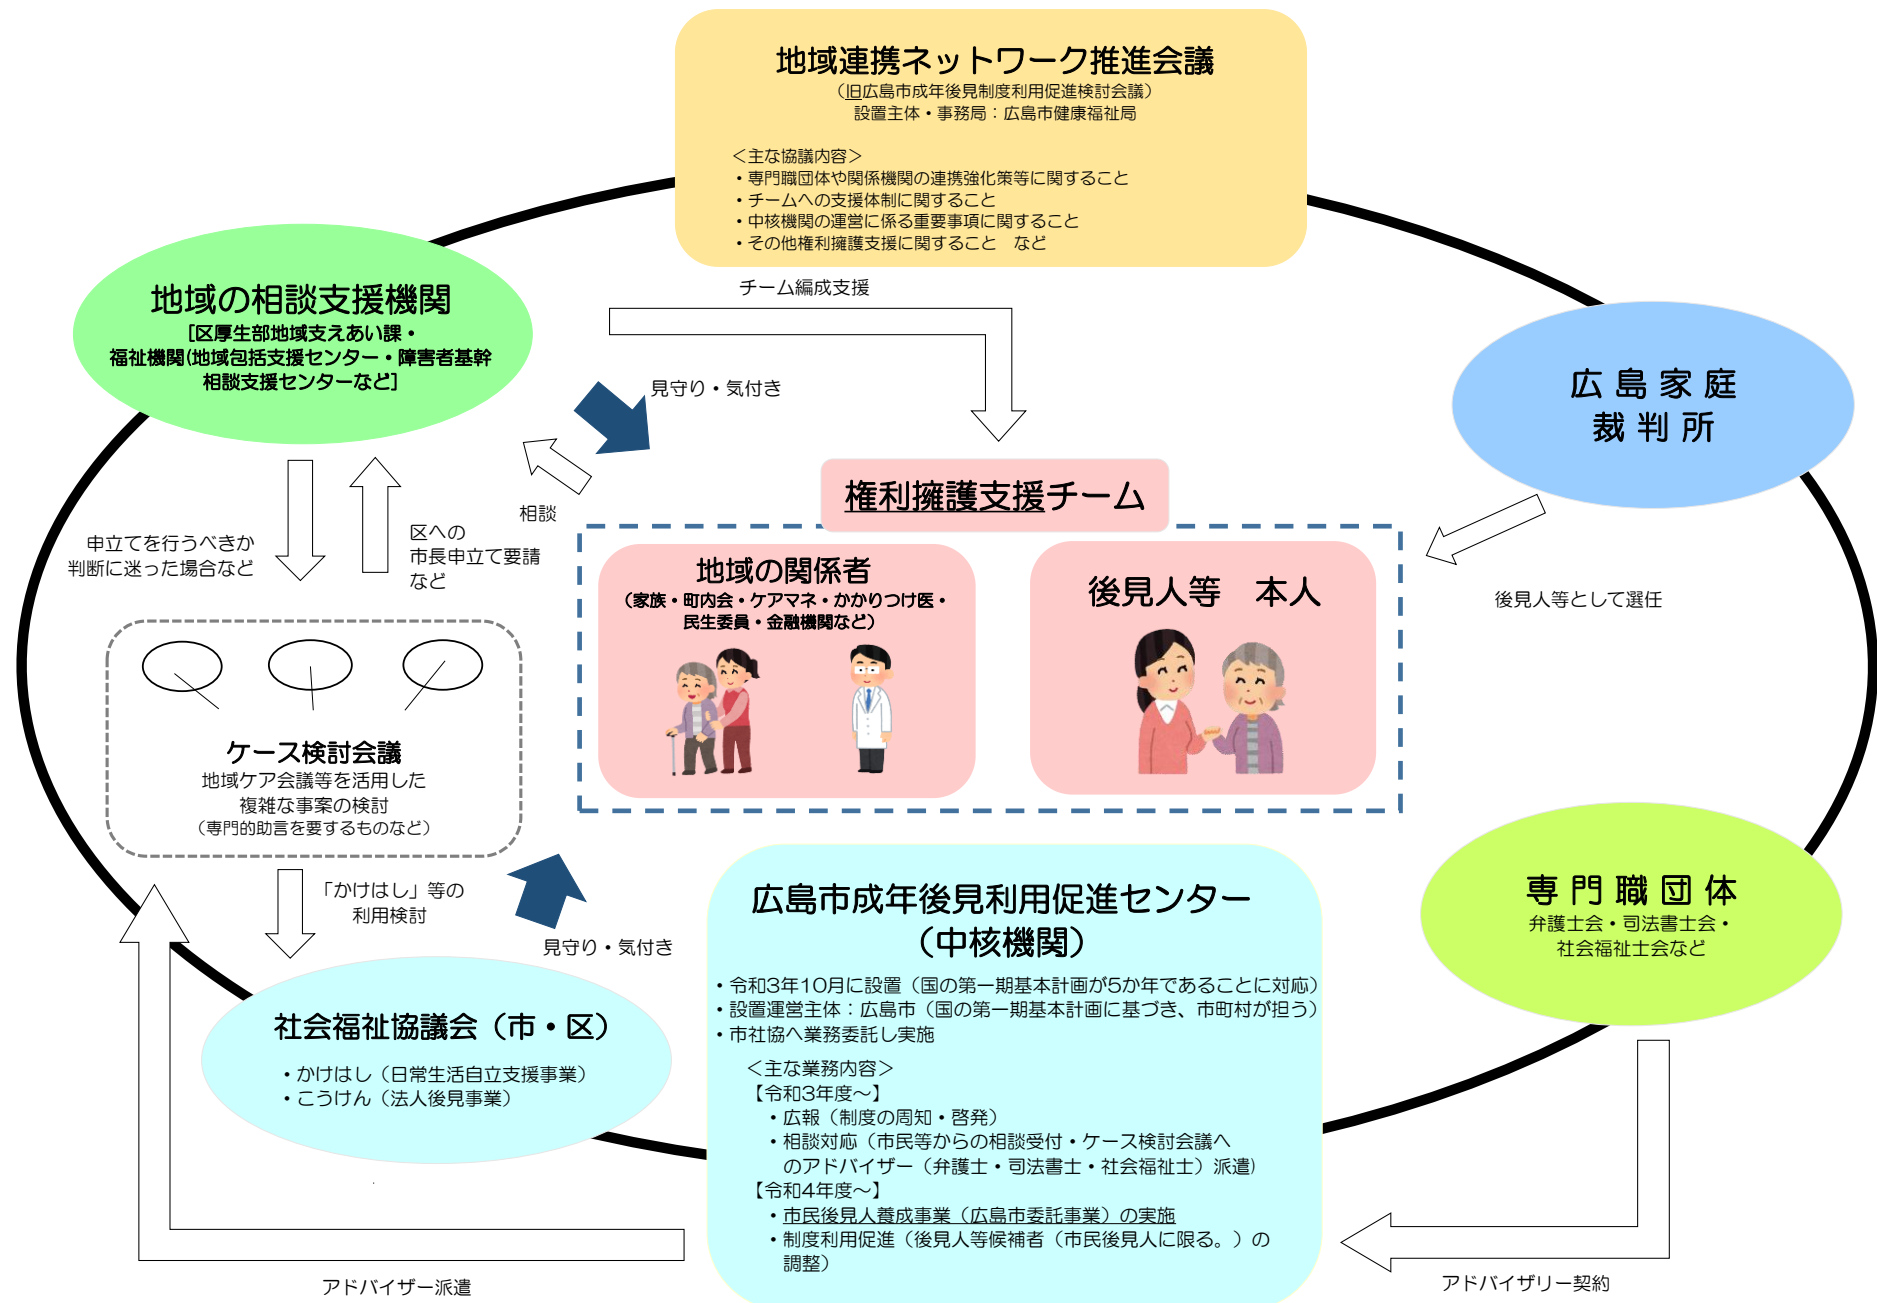 地域連携ネットワーク推進会議
（旧広島市成年後見制度利用促進検討会議）
設置主体・事務局：広島市健康福祉局
＜主な協議内容＞
・専門職団体や関係機関の連携強化策等に関すること
・チームへの支援体制に関すること
・中核機関の運営に係る重要事項に関すること
・その他権利擁護支援に関すること　など
地域の相談支援機関
［区厚生部地域支えあい課・
福祉機関(地域包括支援センター・障害者基幹
相談支援センターなど］
チーム編成支援
見守り・気付き
相談
広島家庭
裁判所
権利擁護支援チーム
申立てを行うべきか
判断に迷った場合など
区への
市長申立て要請
など
地域の関係者
（家族・町内会・ケアマネ・かかりつけ医・
民生委員・金融機関など）
後見人等　本人
後見人等として選任
ケース検討会議
地域ケア会議等を活用した
複雑な事案の検討
（専門的助言を要するものなど）
「かけはし」等の
利用検討
見守り・気付き
社会福祉協議会（市・区）
・かけはし（日常生活自立支援事業）
・こうけん（法人後見事業）
広島市成年後見利用促進センター
（中核機関）
・令和3年10月に設置（国の第一期基本計画が5か年であることに対応）
・設置運営主体：広島市（国の第一期基本計画に基づき、市町村が担う）
・市社協へ業務委託し実施
＜主な業務内容＞
【令和3年度～】
・広報（制度の周知・啓発）
・相談対応（市民等からの相談受付・ケース検討会議へ
のアドバイザー（弁護士・司法書士・社会福祉士）派遣)
【令和4年度～】
・市民後見人養成事業（広島市委託事業）の実施
・制度利用促進（後見人等候補者（市民後見人に限る。）の
調整）
専門職団体
弁護士会・司法書士会・
社会福祉士会など
アドバイザー派遣
アドバイザリー契約